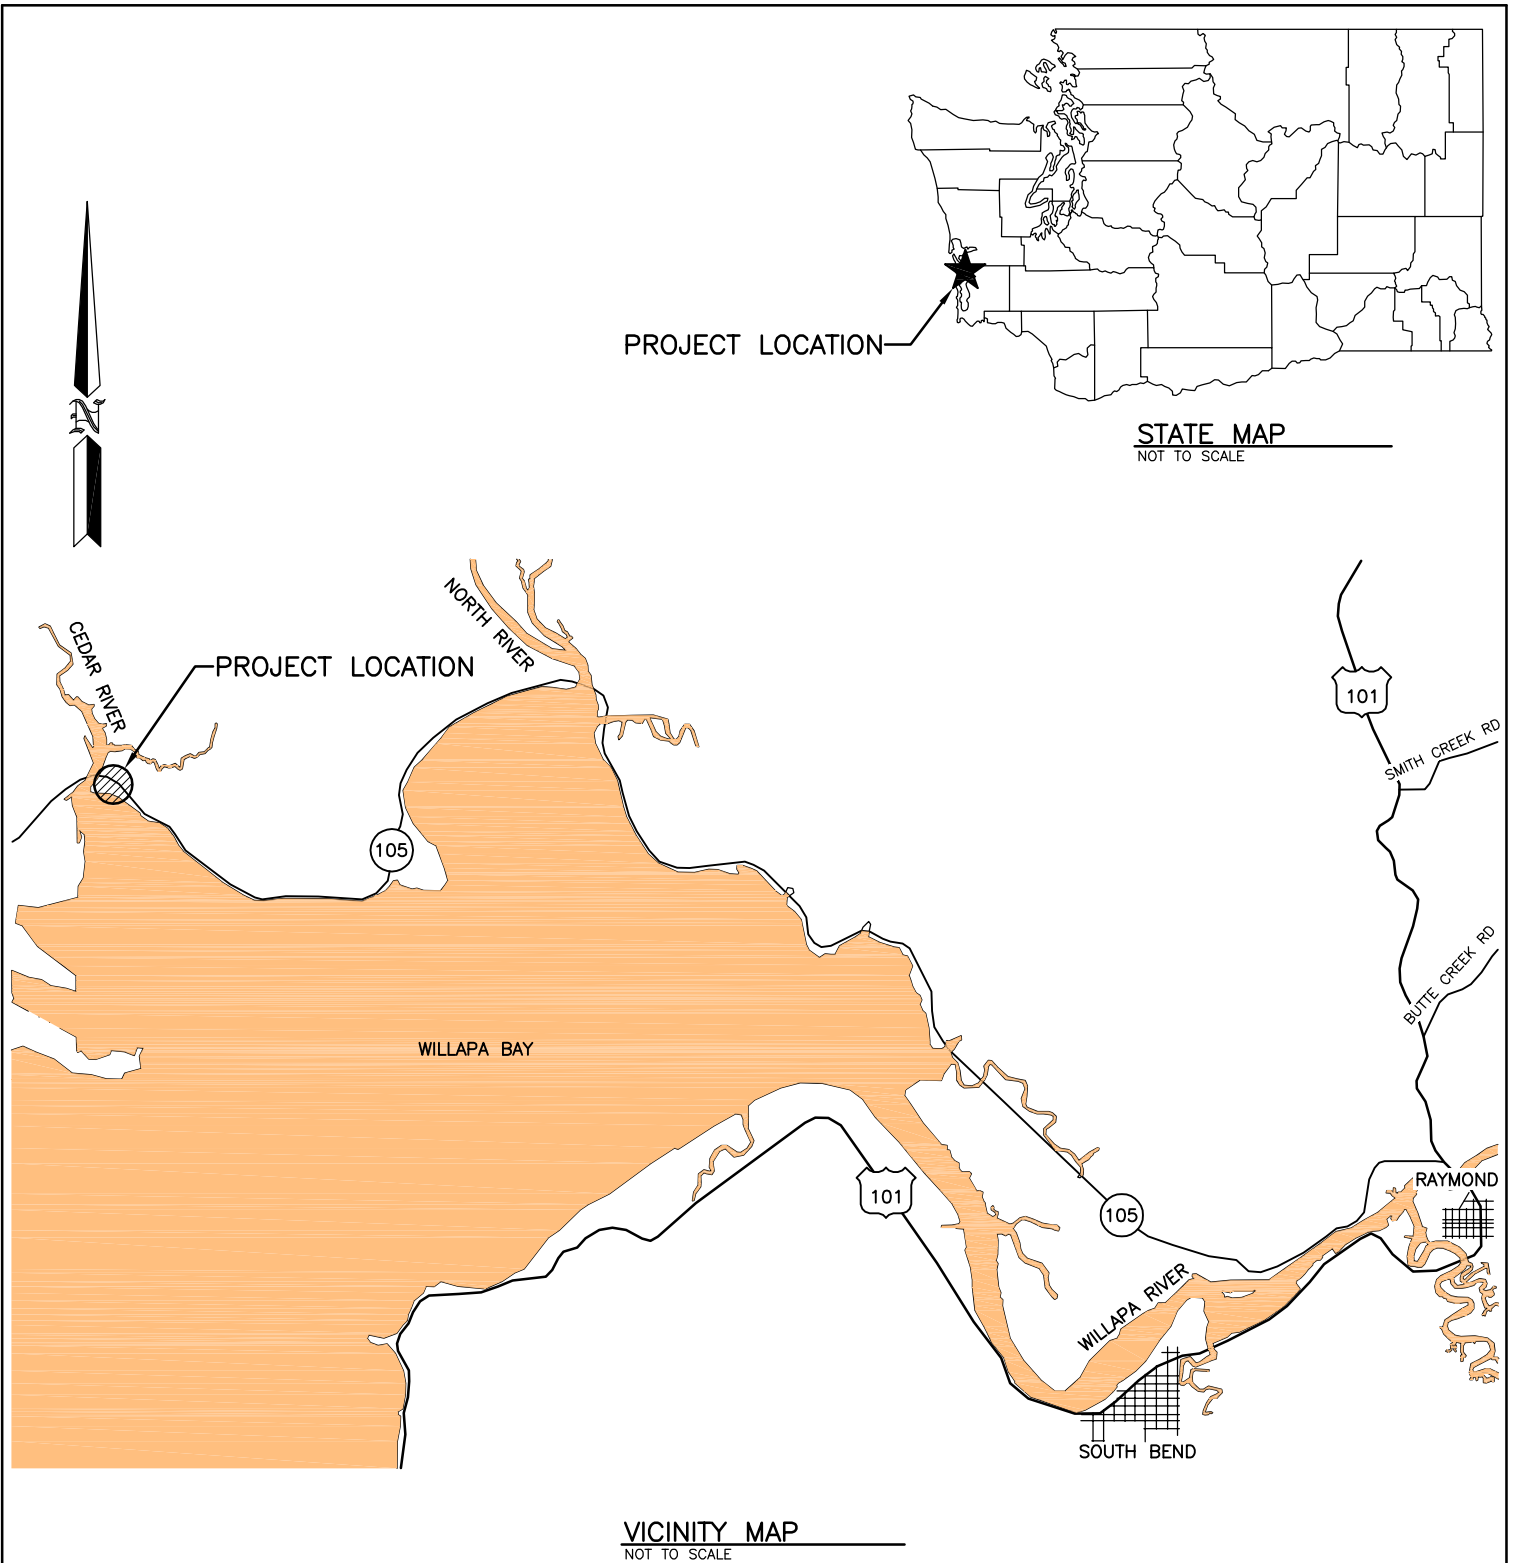 PROJECT LOCATION
STATE MAP
NOT TO SCALE
N
NORTH RIVER
CEDAR RIVER
PROJECT LOCATION
101
SMITH CREEK RD
105
BUTTE CREEK RD
WILLAPA BAY
RAYMOND
101
105
WILLAPA RIVER
SOUTH BEND
VICINITY MAP
NOT TO SCALE